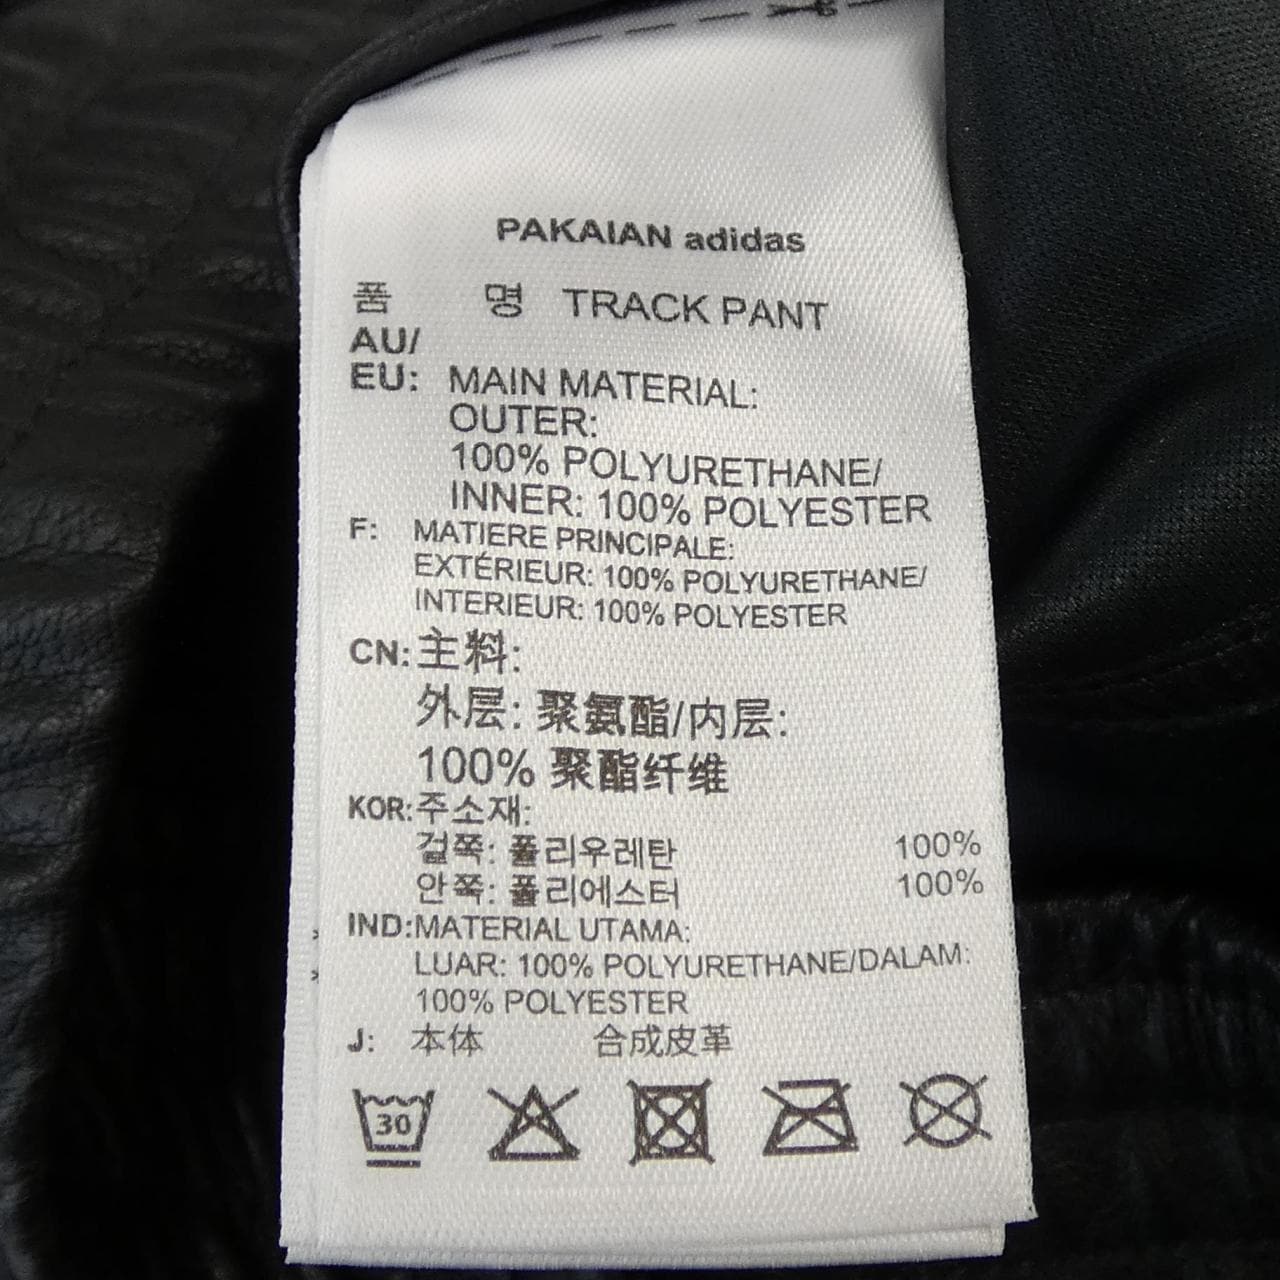 PAKAIAN adidas
품 명 TRACK PANT
AU/
EU: MAIN MATERIAL:
OUTER:
100% POLYURETHANE/
INNER: 100% POLYESTER
F: MATIERE PRINCIPALE:
EXTÉRIEUR: 100% POLYURETHANE/
INTERIEUR: 100% POLYESTER
CN: 主料:
外层: 聚氨酯/内层:
100% 聚酯纤维
KOR: 주소재:
겉쪽: 폴리우레탄 100%
안쪽: 폴리에스터 100%
IND: MATERIAL UTAMA:
LUAR: 100% POLYURETHANE/DALAM:
100% POLYESTER
J: 本体 合成皮革
30